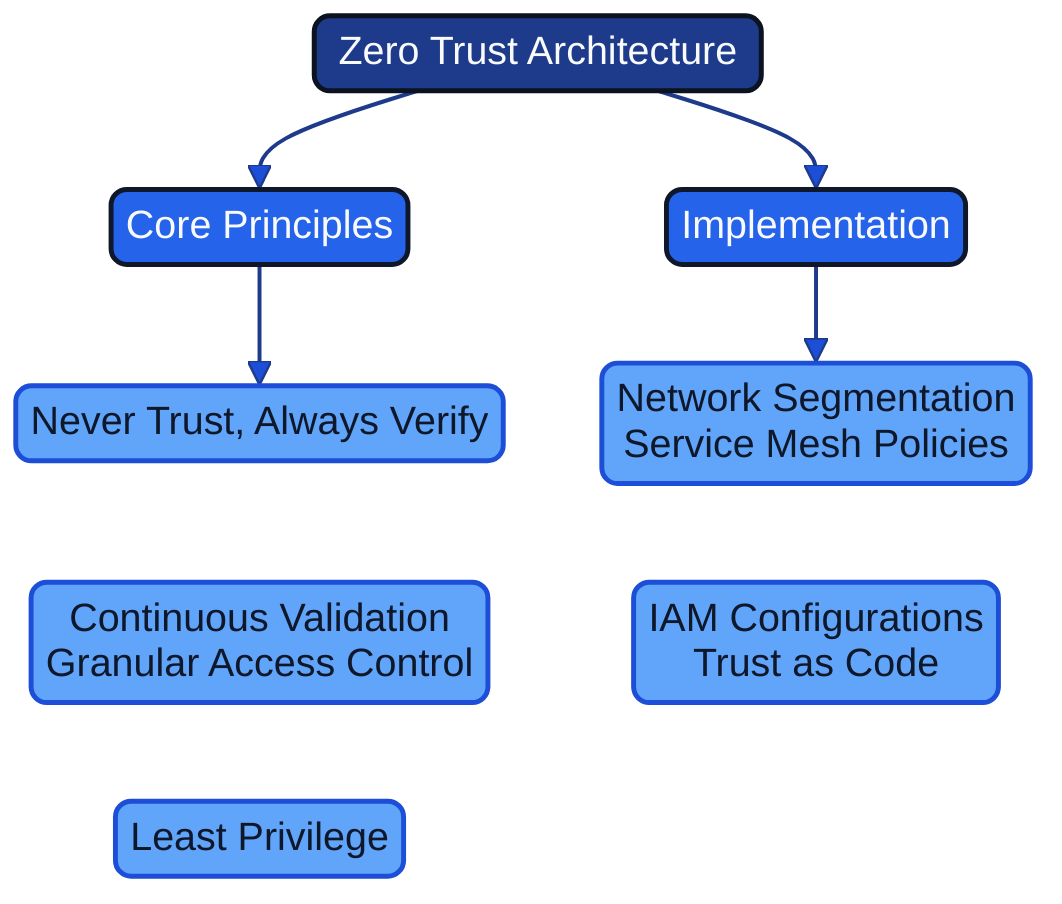 Zero Trust Architecture
Core Principles
Implementation
Never Trust, Always Verify
Network Segmentation
Service Mesh Policies
Continuous Validation
Granular Access Control
IAM Configurations
Trust as Code
Least Privilege